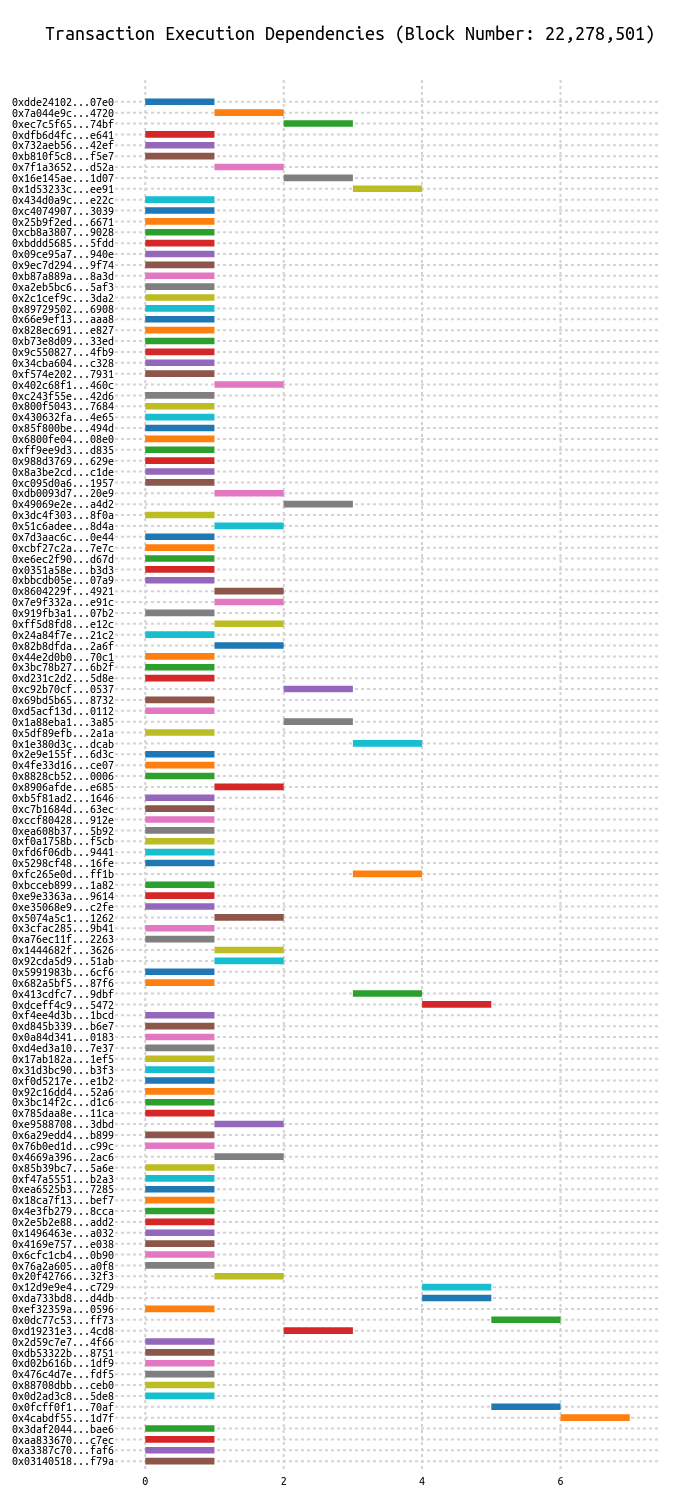 Transaction Execution Dependencies (Block Number: 22,278,501)
0xdde24102...07e0
0x7a044e9c...4720
0xec7c5f65...74bf
0xdfb6d4fc...e641
0x732aeb56...42ef
0xb810f5c8...f5e7
0x7f1a3652...d52a
0x16e145ae...1d07
0x1d53233c...ee91
0x434d0a9c...e22c
0xc4074907...3039
0x25b9f2ed...6671
0xcb8a3807...9028
0xbddd5685...5fdd
0x09ce95a7...940e
0x9ec7d294...9f74
0xb87a889a...8a3d
0xa2eb5bc6...5af3
0x2c1cef9c...3da2
0x89729502...6908
0x66e9ef13...aaa8
0x828ec691...e827
0xb73e8d09...33ed
0x9c550827...4fb9
0x34cba604...c328
0xf574e202...7931
0x402c68f1...460c
0xc243f55e...42d6
0x800f5043...7684
0x430632fa...4e65
0x85f800be...494d
0x6800fe04...08e0
0xff9ee9d3...d835
0x988d3769...629e
0x8a3be2cd...c1de
0xc095d0a6...1957
0xdb0093d7...20e9
0x49069e2e...a4d2
0x3dc4f303...8f0a
0x51c6adee...8d4a
0x7d3aac6c...0e44
0xcbf27c2a...7e7c
0xe6ec2f90...d67d
0x0351a58e...b3d3
0xbbcdb05e...07a9
0x8604229f...4921
0x7e9f332a...e91c
0x919fb3a1...07b2
0xff5d8fd8...e12c
0x24a84f7e...21c2
0x82b8dfda...2a6f
0x44e2d0b0...70c1
0x3bc78b27...6b2f
0xd231c2d2...5d8e
0xc92b70cf...0537
0x69bd5b65...8732
0xd5acf13d...0112
0x1a88eba1...3a85
0x5df89efb...2a1a
0x1e380d3c...dcab
0x2e9e155f...6d3c
0x4fe33d16...ce07
0x8828cb52...0006
0x8906afde...e685
0xb5f81ad2...1646
0xc7b1684d...63ec
0xccf80428...912e
0xea608b37...5b92
0xf0a1758b...f5cb
0xfd6f06db...9441
0x5298cf48...16fe
0xfc265e0d...ff1b
0xbcceb899...1a82
0xe9e3363a...9614
0xe35068e9...c2fe
0x5074a5c1...1262
0x3cfac285...9b41
0xa76ec11f...2263
0x1444682f...3626
0x92cda5d9...51ab
0x5991983b...6cf6
0x682a5bf5...87f6
0x413cdfc7...9dbf
0xdceff4c9...5472
0xf4ee4d3b...1bcd
0xd845b339...b6e7
0x0a84d341...0183
0xd4ed3a10...7e37
0x17ab182a...1ef5
0x31d3bc90...b3f3
0xf0d5217e...e1b2
0x92c16dd4...52a6
0x3bc14f2c...d1c6
0x785daa8e...11ca
0xe9588708...3dbd
0x6a29edd4...b899
0x76b0ed1d...c99c
0x4669a396...2ac6
0x85b39bc7...5a6e
0xf47a5551...b2a3
0xea6525b3...7285
0x18ca7f13...bef7
0x4e3fb279...8cca
0x2e5b2e88...add2
0x1496463e...a032
0x4169e757...e038
0x6cfc1cb4...0b90
0x76a2a605...a0f8
0x20f42766...32f3
0x12d9e9e4...c729
0xda733bd8...d4db
0xef32359a...0596
0x0dc77c53...ff73
0xd19231e3...4cd8
0x2d59c7e7...4f66
0xdb53322b...8751
0xd02b616b...1df9
0x476c4d7e...fdf5
0x88708dbb...ceb0
0x0d2ad3c8...5de8
0x0fcff0f1...70af
0x4cabdf55...1d7f
0x3daf2044...bae6
0xaa833670...c7ec
0xa3387c70...faf6
0x03140518...f79a
0 2 4 6